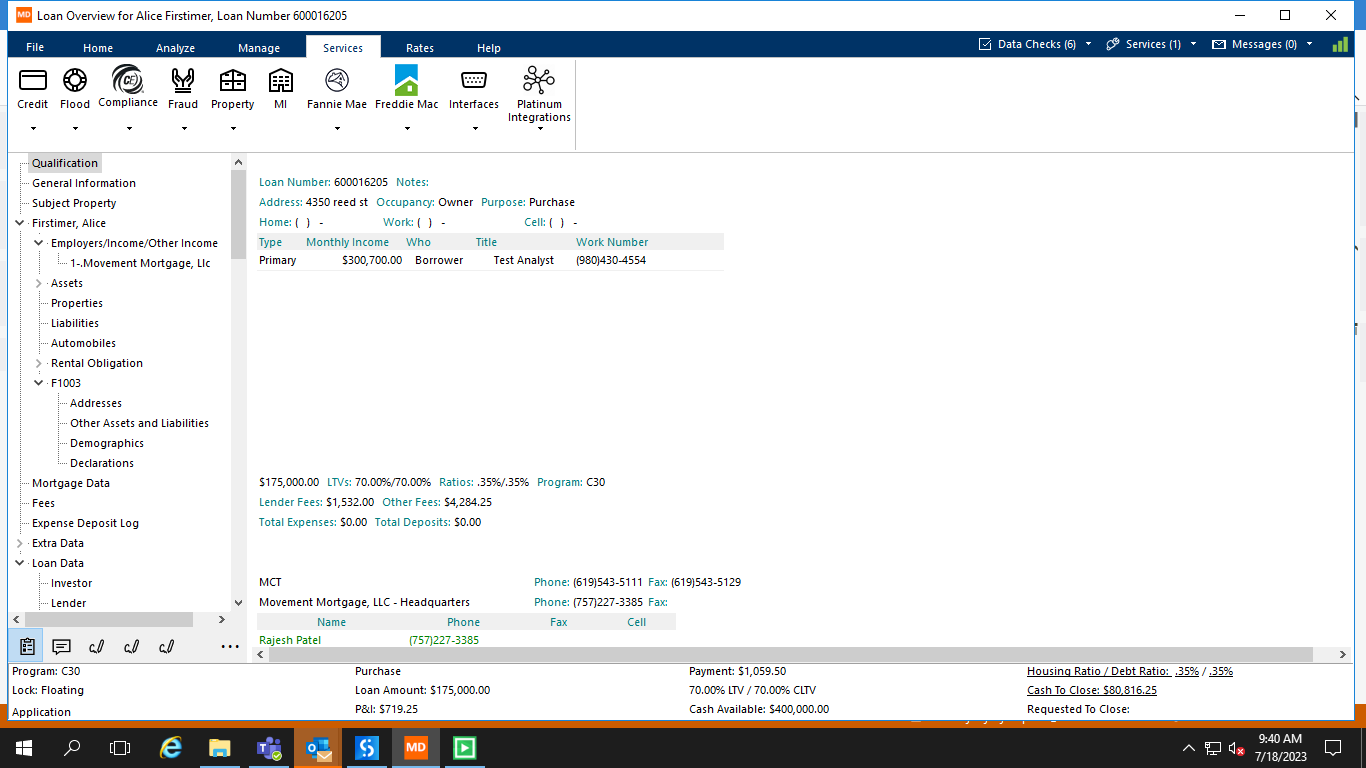 MD Loan Overview for Alice Firstimer, Loan Number 600016205
File Home Analyze Manage Services Rates Help Data Checks (6) Services (1) Messages (0)
Credit Flood Compliance Fraud Property MI Fannie Mae Freddie Mac Interfaces Platinum Integrations
Qualification
General Information
Subject Property
Firstimer, Alice
Employers/Income/Other Income
1-.Movement Mortgage, Llc
Assets
Properties
Liabilities
Automobiles
Rental Obligation
F1003
Addresses
Other Assets and Liabilities
Demographics
Declarations
Mortgage Data
Fees
Expense Deposit Log
Extra Data
Loan Data
Investor
Lender
Loan Number: 600016205 Notes:
Address: 4350 reed st Occupancy: Owner Purpose: Purchase
Home: ( ) - Work: ( ) - Cell: ( ) -
Type Monthly Income Who Title Work Number
Primary $300,700.00 Borrower Test Analyst (980)430-4554
$175,000.00 LTVs: 70.00%/70.00% Ratios: .35%/.35% Program: C30
Lender Fees: $1,532.00 Other Fees: $4,284.25
Total Expenses: $0.00 Total Deposits: $0.00
MCT Phone: (619)543-5111 Fax: (619)543-5129
Movement Mortgage, LLC - Headquarters Phone: (757)227-3385 Fax:
Name Phone Fax Cell
Rajesh Patel (757)227-3385
Program: C30 Purchase Payment: $1,059.50 Housing Ratio / Debt Ratio: .35% / .35%
Lock: Floating Loan Amount: $175,000.00 70.00% LTV / 70.00% CLTV Cash To Close: $80,816.25
Application P&I: $719.25 Cash Available: $400,000.00 Requested To Close:
MD
9:40 AM
7/18/2023